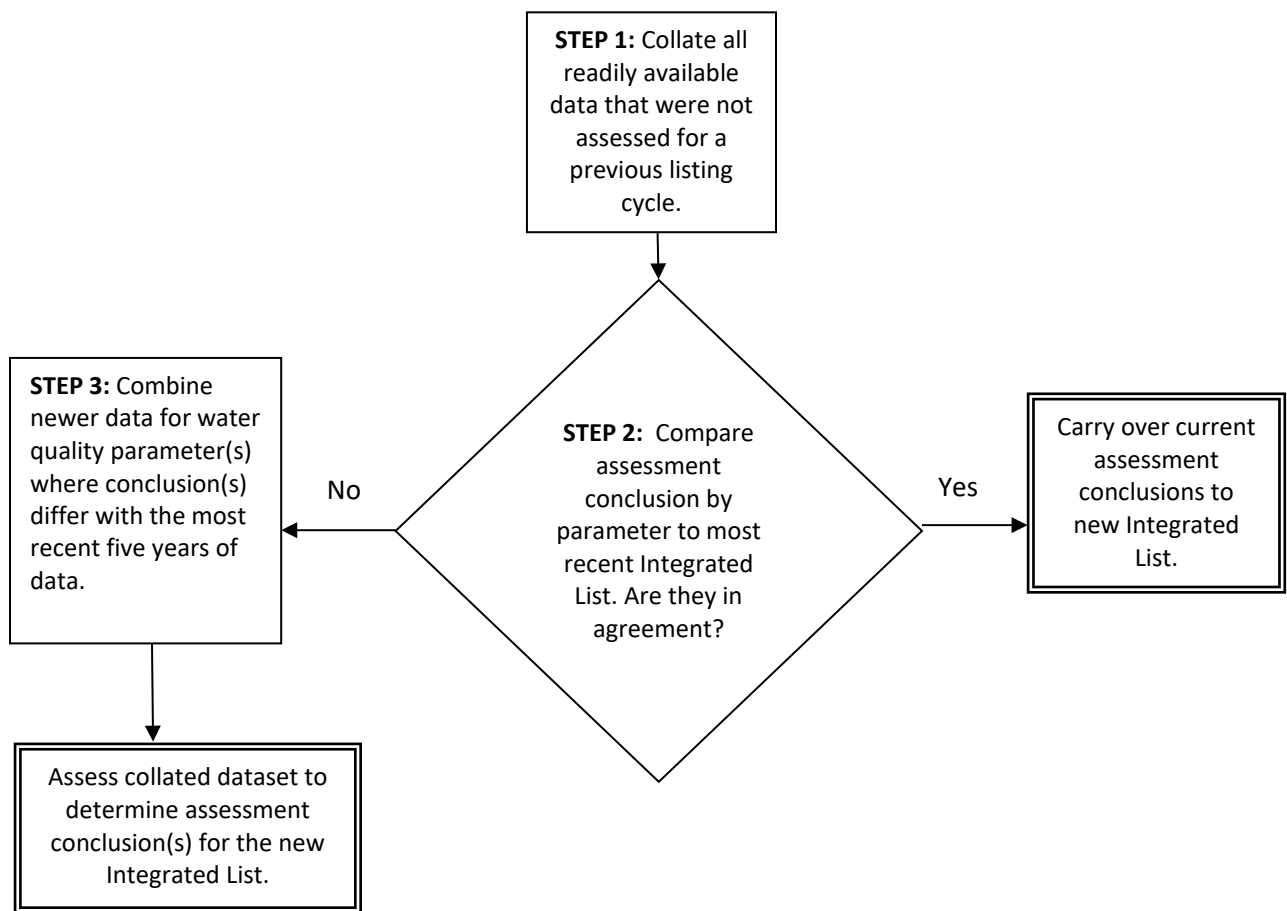 STEP 1: Collate all
readily available
data that were not
assessed for a
previous listing
cycle.
STEP 2: Compare
assessment
conclusion by
parameter to most
recent Integrated
List. Are they in
agreement?
No
Yes
STEP 3: Combine
newer data for water
quality parameter(s)
where conclusion(s)
differ with the most
recent five years of
data.
Carry over current
assessment
conclusions to
new Integrated
List.
Assess collated dataset to
determine assessment
conclusion(s) for the new
Integrated List.